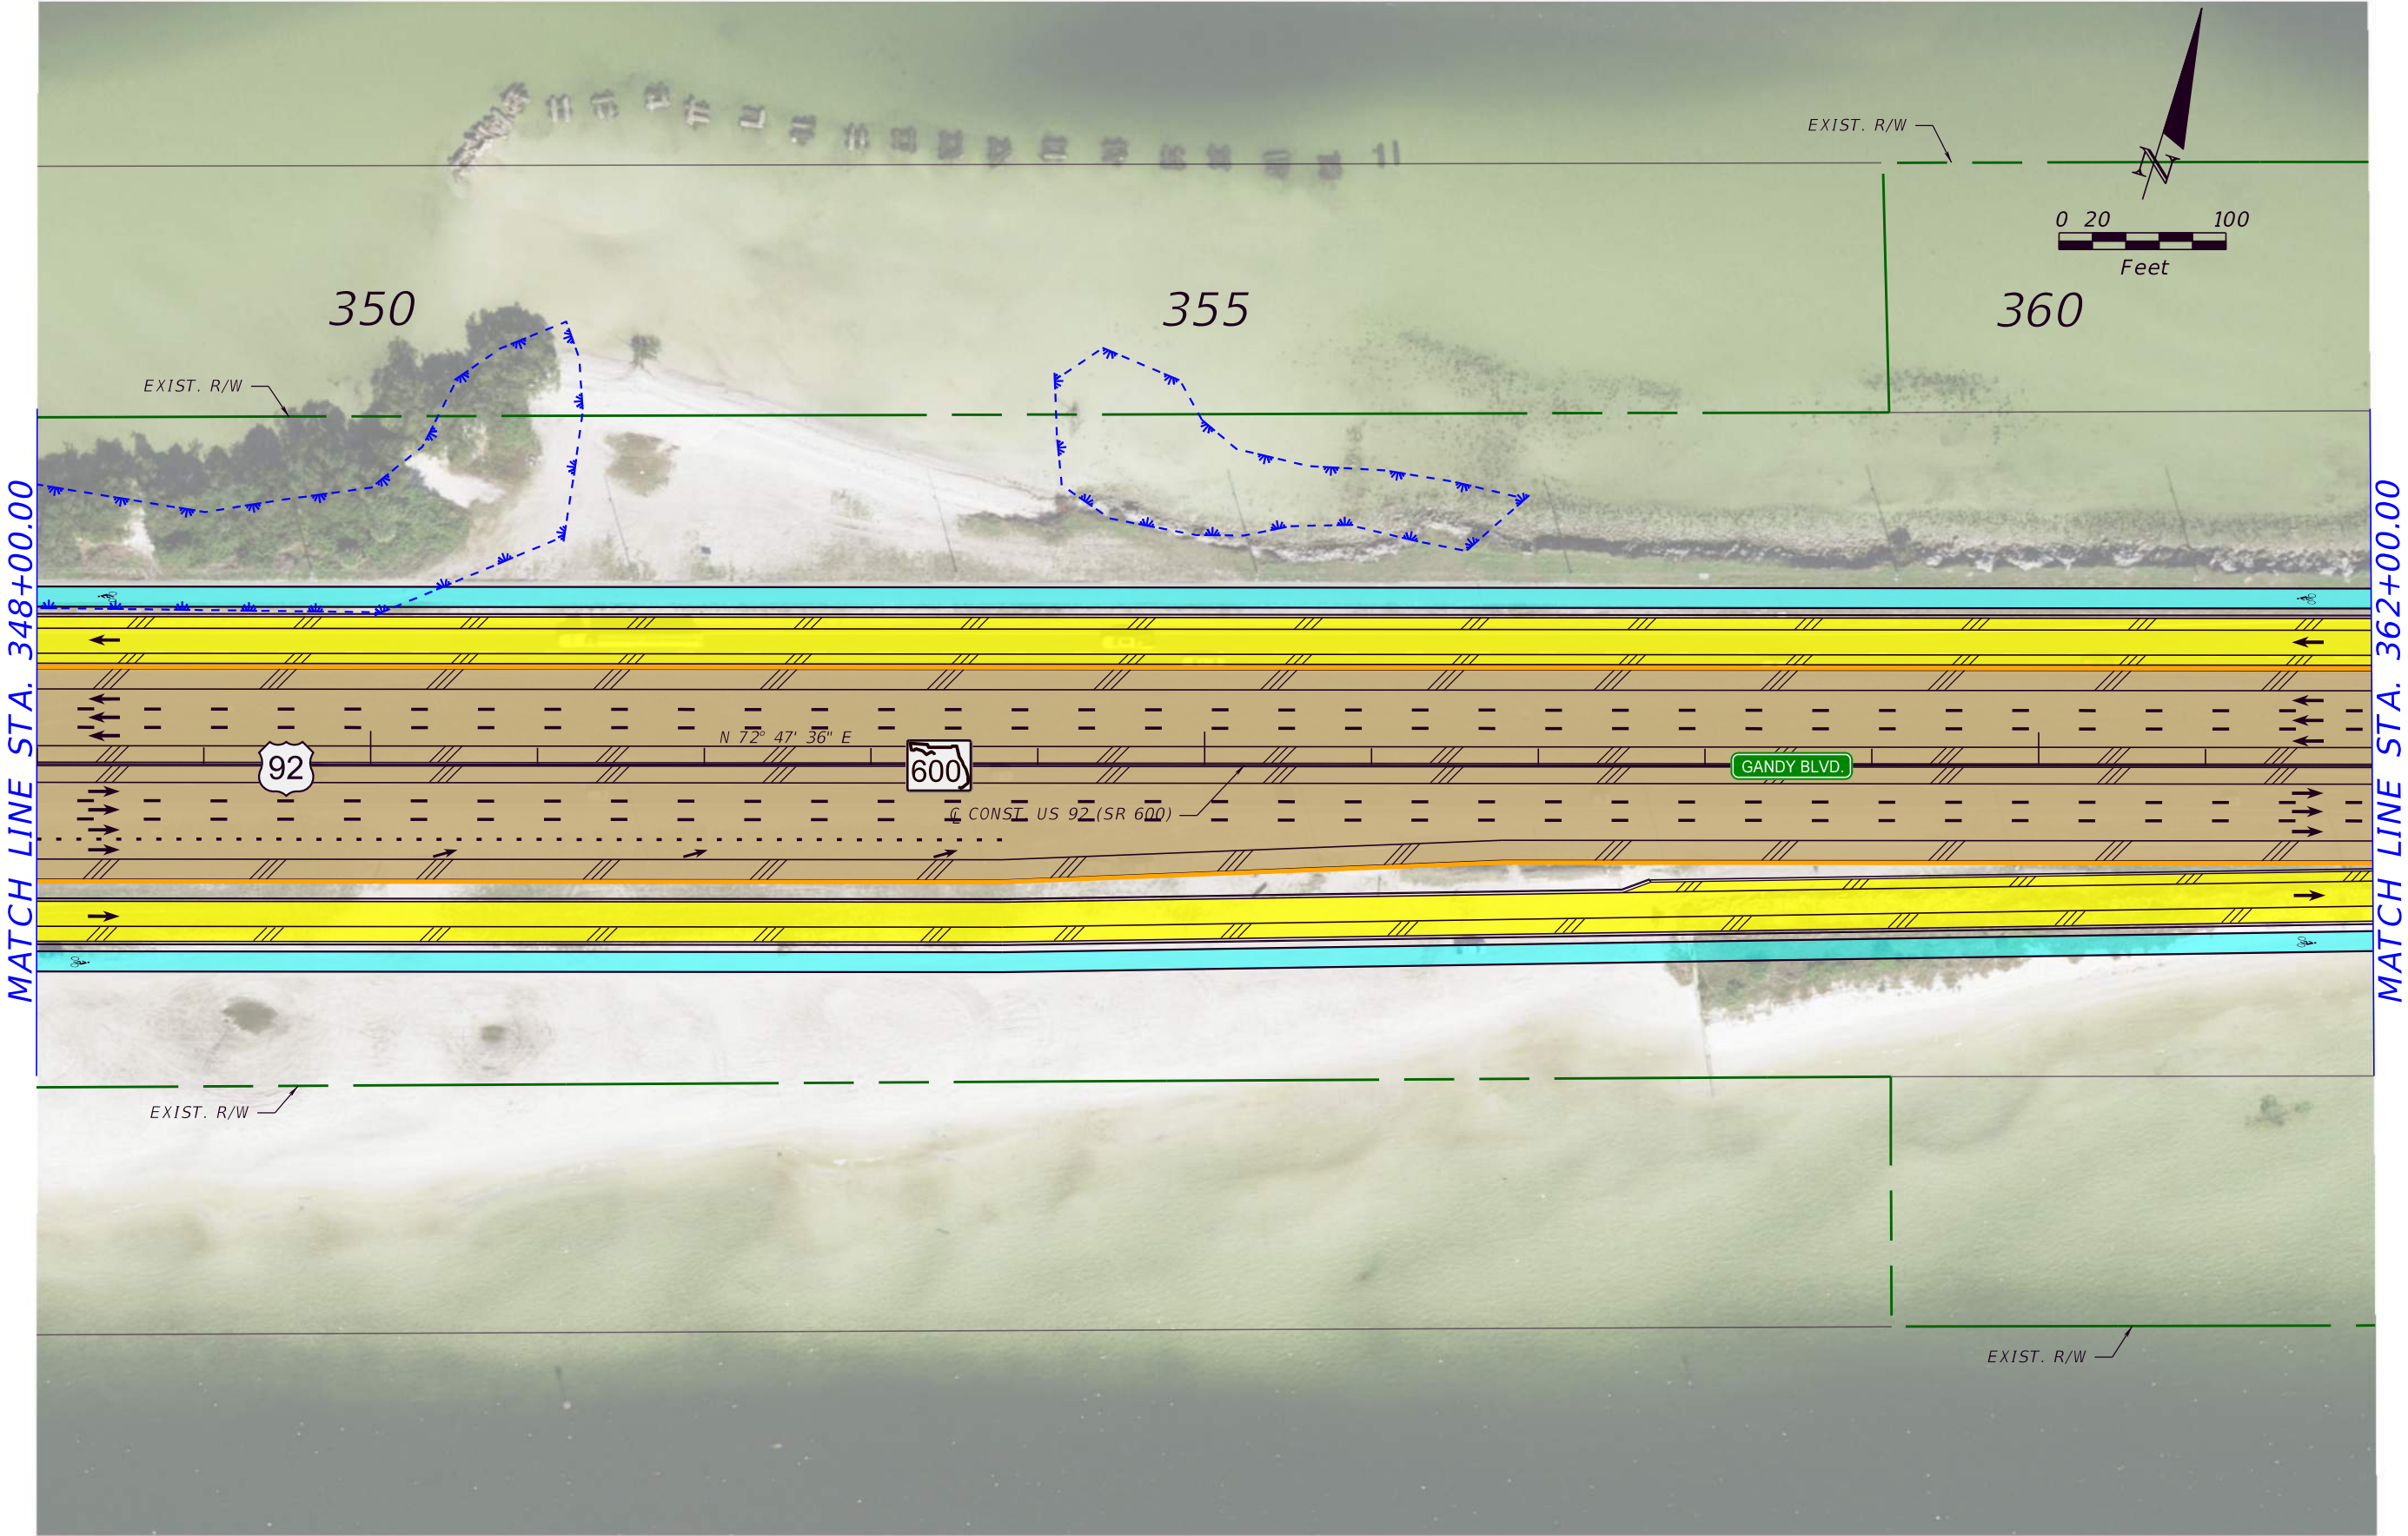 EXIST. R/W
N
0 20 100
Feet
350
355
360
EXIST. R/W
MATCH LINE STA. 348+00.00
MATCH LINE STA. 362+00.00
N 72° 47' 36" E
92
600
GANDY BLVD.
℄ CONST. US 92 (SR 600)
EXIST. R/W
EXIST. R/W